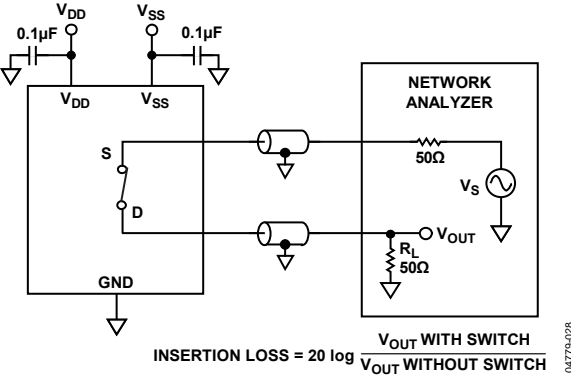 VDD
VSS
0.1µF
0.1µF
VDD
VSS
S
D
GND
NETWORK
ANALYZER
50Ω
VS
VOUT
RL
50Ω
INSERTION LOSS = 20 log VOUT WITH SWITCH
VOUT WITHOUT SWITCH
04779-028